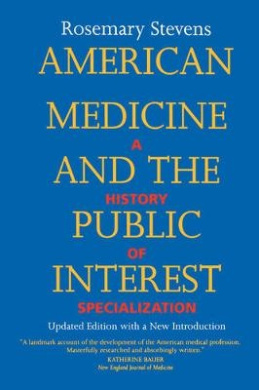 Rosemary Stevens
AMERICAN
MEDICINE
A
AND THE
HISTORY
PUBLIC
OF
INTEREST
SPECIALIZATION
Updated Edition with a New Introduction
"A landmark account of the development of the American medical profession.
Masterfully researched and absorbingly written."
KATHERINE BAUER
New England Journal of Medicine